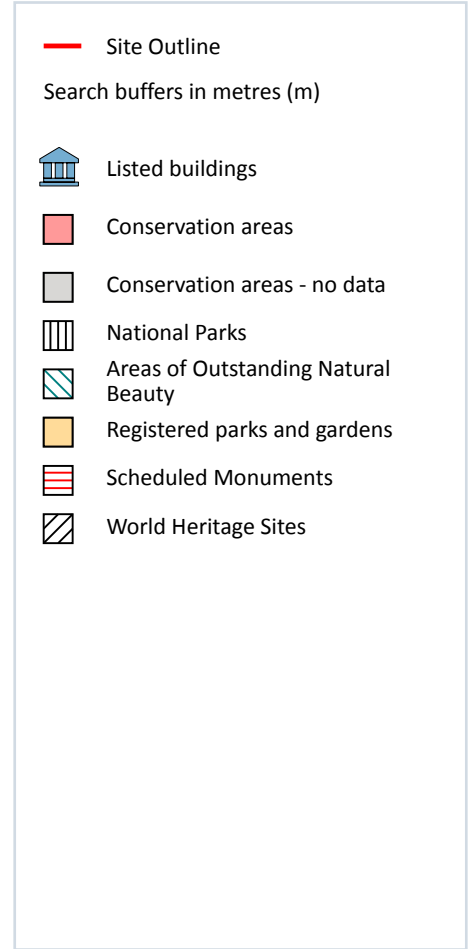 Site Outline
Search buffers in metres (m)
Listed buildings
Conservation areas
Conservation areas - no data
National Parks
Areas of Outstanding Natural
Beauty
Registered parks and gardens
Scheduled Monuments
World Heritage Sites